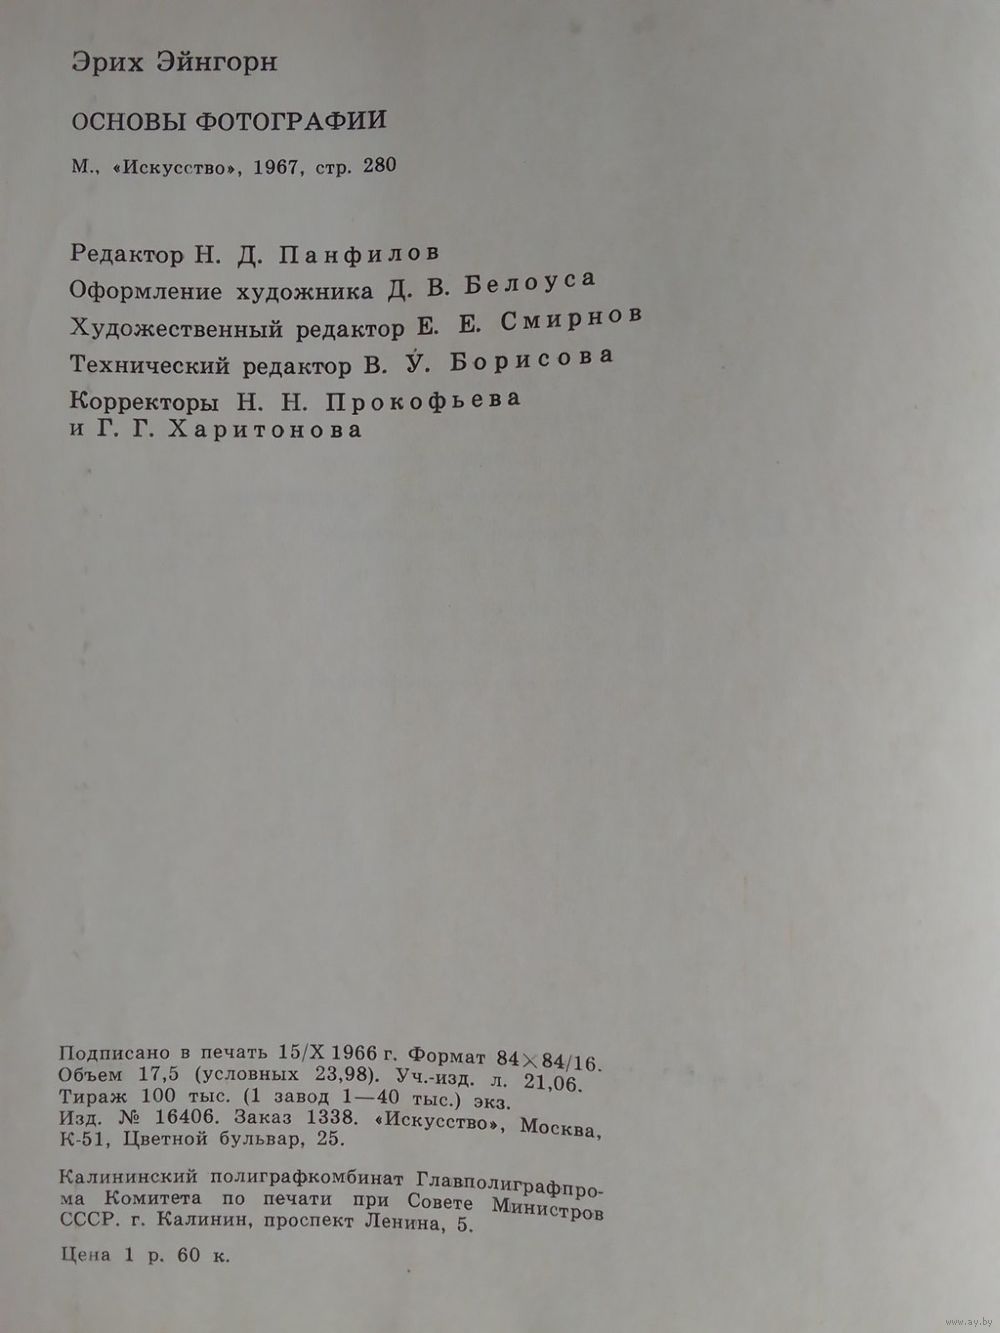 Эрих Эйнгорн
ОСНОВЫ ФОТОГРАФИИ
М., «Искусство», 1967, стр. 280
Редактор Н. Д. Панфилов
Оформление художника Д. В. Белоуса
Художественный редактор Е. Е. Смирнов
Технический редактор В. У. Борисова
Корректоры Н. Н. Прокофьева
и Г. Г. Харитонова
Подписано в печать 15/X 1966 г. Формат 84×84/16.
Объем 17,5 (условных 23,98). Уч.-изд. л. 21,06.
Тираж 100 тыс. (1 завод 1—40 тыс.) экз.
Изд. № 16406. Заказ 1338. «Искусство», Москва,
К-51, Цветной бульвар, 25.
Калининский полиграфкомбинат Главполиграфпро-
ма Комитета по печати при Совете Министров
СССР. г. Калинин, проспект Ленина, 5.
Цена 1 р. 60 к.
www.ay.by